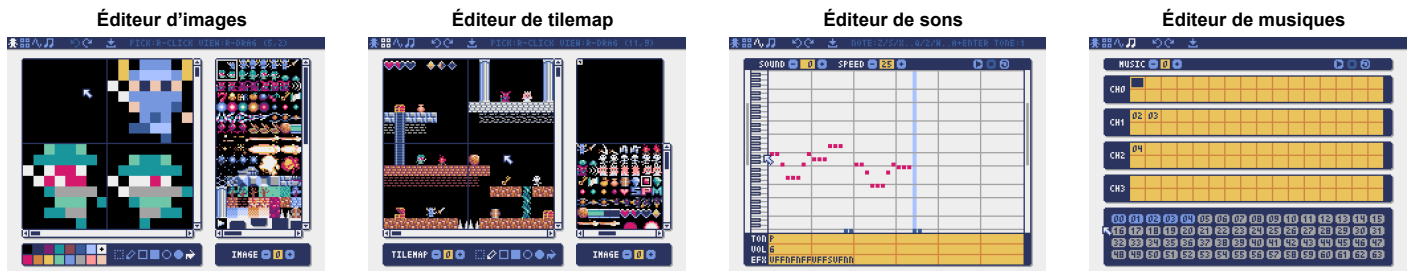 Éditeur d'images
Éditeur de tilemap
Éditeur de sons
Éditeur de musiques
PICK:R-CLICK VIEW:R-DRAG (5,2)
PICK:R-CLICK VIEW:R-DRAG (11,9)
NOTE:Z/S/X..Q/2/W..A+ENTER TONE:1
SOUND 0 SPEED 25
MUSIC 0
CH0
CH1 02 03
CH2 04
CH3
TON P
VOL 6
EFX
00 01 02 03 04 05 06 07 08 09 10 11 12 13 14 15
16 17 18 19 20 21 22 23 24 25 26 27 28 29 30 31
32 33 34 35 36 37 38 39 40 41 42 43 44 45 46 47
48 49 50 51 52 53 54 55 56 57 58 59 60 61 62 63
IMAGE 0
TILEMAP 0
IMAGE 0